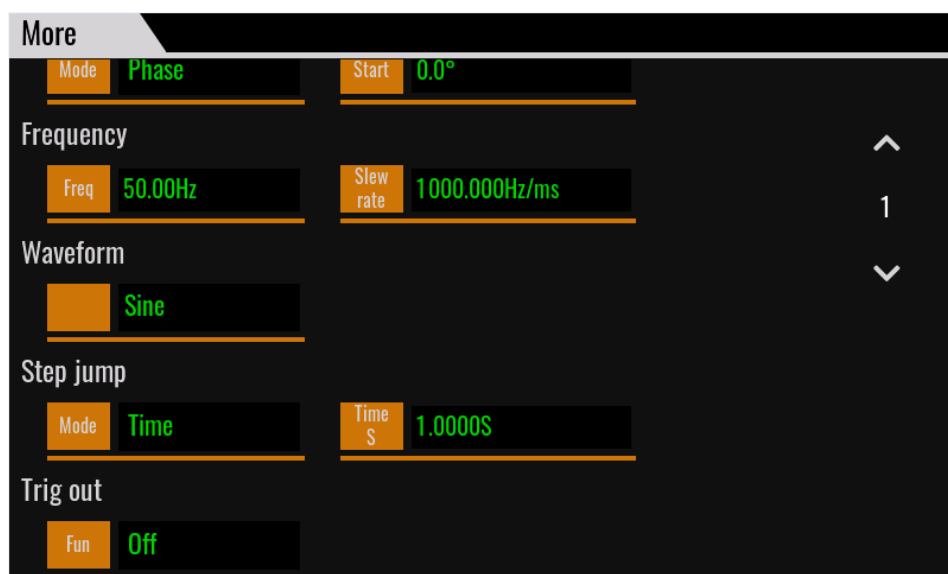 More
Mode Phase Start 0.0°
Frequency
Freq 50.00Hz Slew rate 1000.000Hz/ms
1
Waveform
Sine
Step jump
Mode Time Time S 1.0000S
Trig out
Fun Off